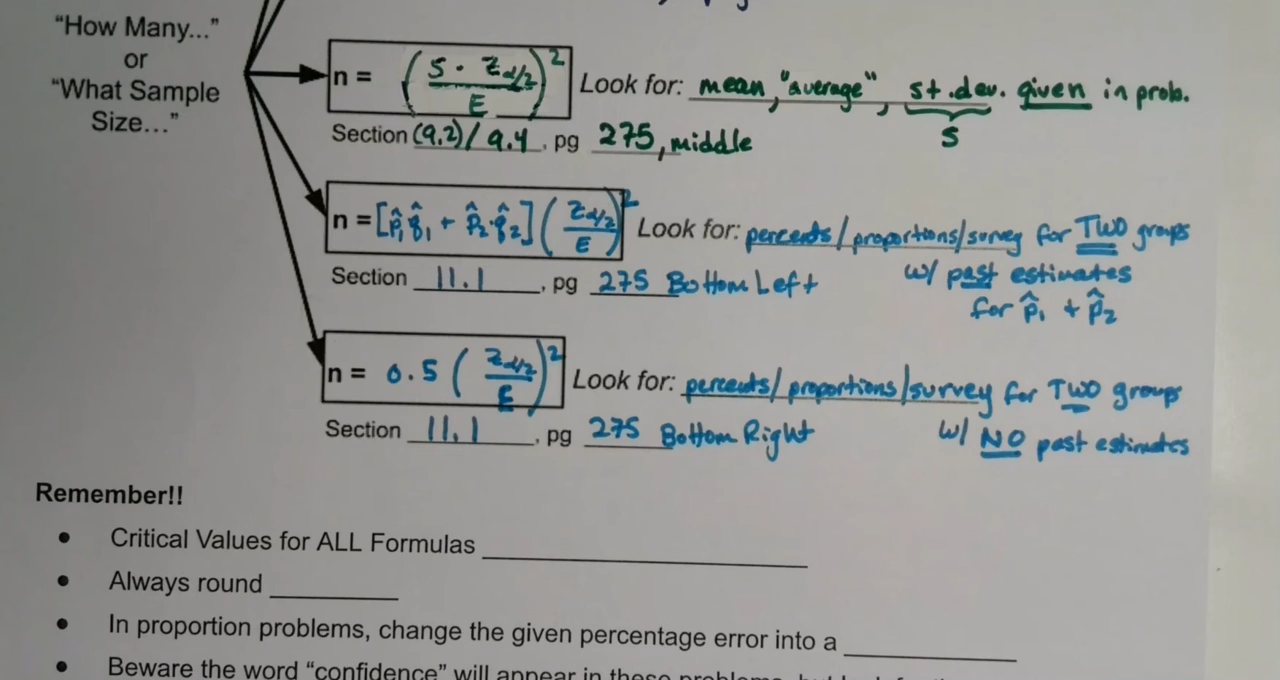 "How Many..."
or
"What Sample
Size..."
n = (S · Zα/2 / E)² Look for: mean, "average", st. dev. given in prob.
S
Section (9.2)/ 9.4, pg 275, middle
n = [p̂₁q̂₁ + p̂₂·q̂₂] (Zα/2 / E)² Look for: percents/proportions/survey for TWO groups
w/ past estimates
for p̂₁ + p̂₂
Section 11.1, pg 275 Bottom Left
n = 0.5 (Zα/2 / E)² Look for: percents/proportions/survey for TWO groups
w/ NO past estimates
Section 11.1, pg 275 Bottom Right
Remember!!
• Critical Values for ALL Formulas
• Always round
• In proportion problems, change the given percentage error into a
• Beware the word "confidence" will appear in these problems, but look for